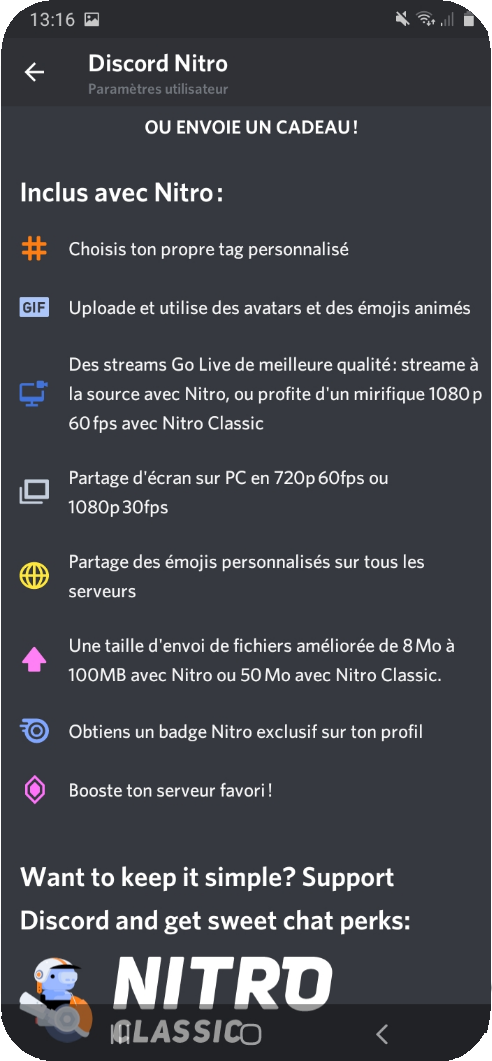 13:16
Discord Nitro
Paramètres utilisateur
OU ENVOIE UN CADEAU !
Inclus avec Nitro :
Choisis ton propre tag personnalisé
GIF
Uploade et utilise des avatars et des émojis animés
Des streams Go Live de meilleure qualité : streame à
la source avec Nitro, ou profite d'un mirifique 1080 p
60 fps avec Nitro Classic
Partage d'écran sur PC en 720p 60fps ou
1080p 30fps
Partage des émojis personnalisés sur tous les
serveurs
Une taille d'envoi de fichiers améliorée de 8 Mo à
100MB avec Nitro ou 50 Mo avec Nitro Classic.
Obtiens un badge Nitro exclusif sur ton profil
Booste ton serveur favori !
Want to keep it simple? Support
Discord and get sweet chat perks:
NITRO
CLASSIC